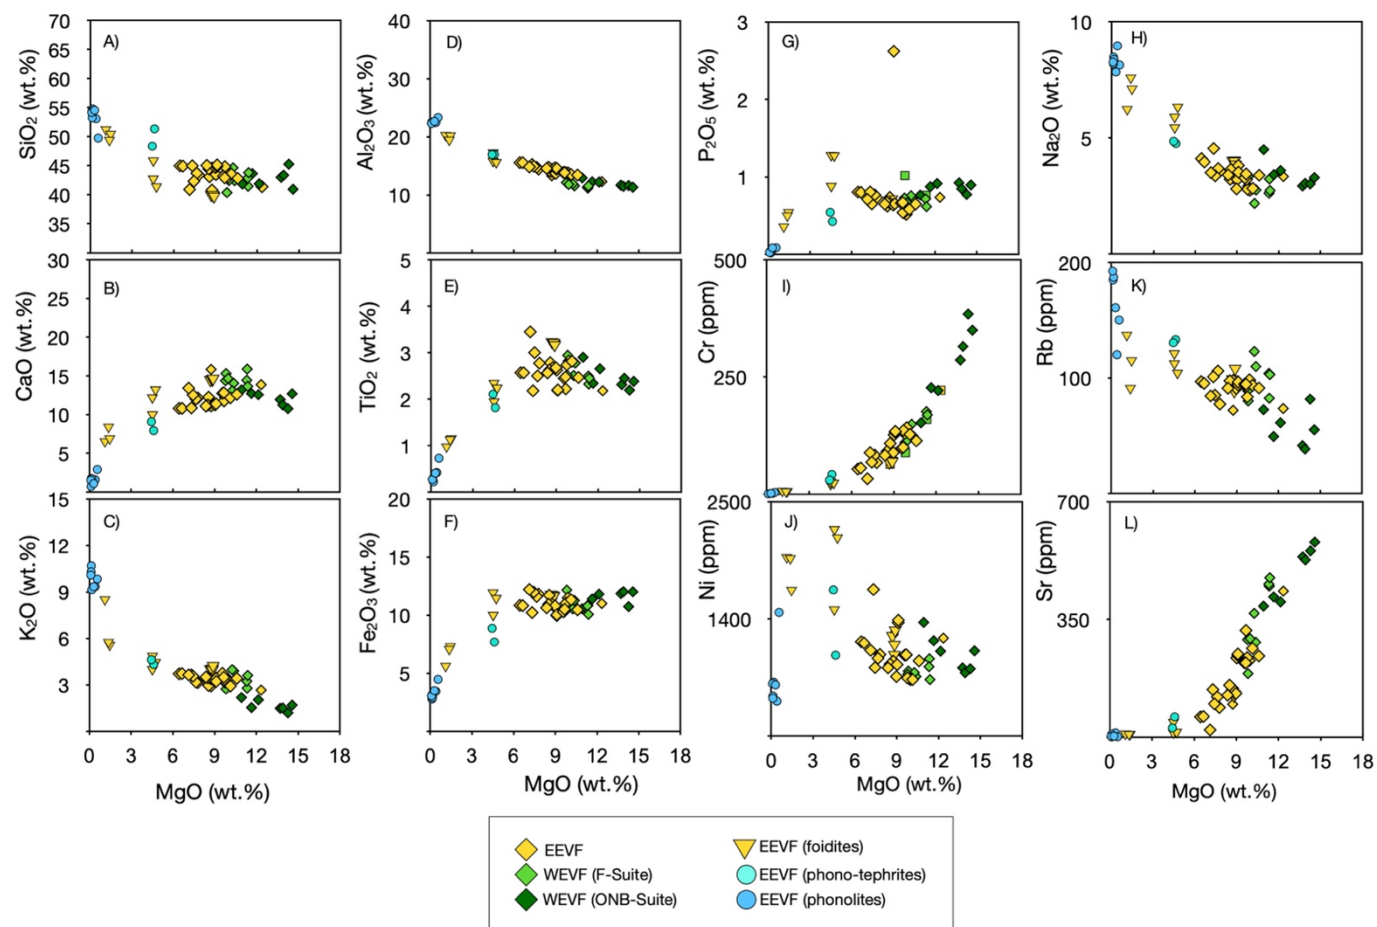 A)
SiO₂ (wt.%)
70
65
60
55
50
45
40
35
30
B)
CaO (wt.%)
30
25
20
15
10
5
C)
K₂O (wt.%)
15
12
9
6
3
0 3 6 9 12 15 18
MgO (wt.%)
D)
Al₂O₃ (wt.%)
40
30
20
10
E)
TiO₂ (wt.%)
5
4
3
2
1
F)
Fe₂O₃ (wt.%)
20
15
10
5
0 3 6 9 12 15 18
MgO (wt.%)
G)
P₂O₅ (wt.%)
3
2
1
I)
Cr (ppm)
500
250
J)
Ni (ppm)
2500
1400
0 3 6 9 12 15 18
MgO (wt.%)
H)
Na₂O (wt.%)
10
5
K)
Rb (ppm)
200
100
L)
Sr (ppm)
700
350
0 3 6 9 12 15 18
MgO (wt.%)
EEVF
WEVF (F-Suite)
WEVF (ONB-Suite)
EEVF (foidites)
EEVF (phono-tephrites)
EEVF (phonolites)